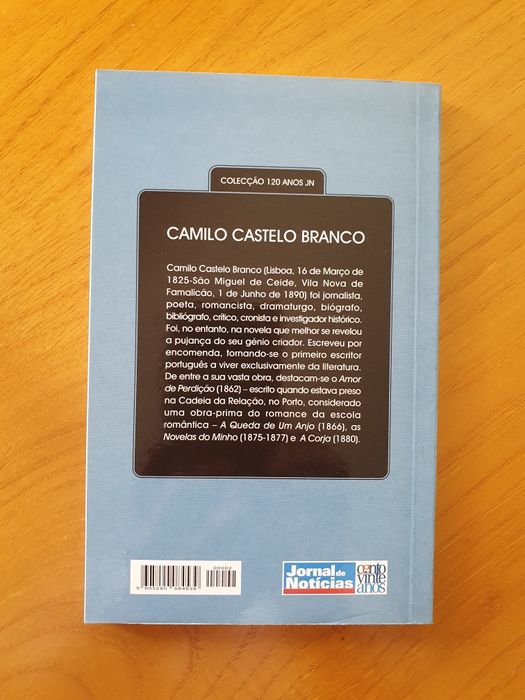 COLECÇÃO 120 ANOS JN
CAMILO CASTELO BRANCO
Camilo Castelo Branco (Lisboa, 16 de Março de
1825-São Miguel de Ceide, Vila Nova de
Famalicão, 1 de Junho de 1890) foi jornalista,
poeta, romancista, dramaturgo, biógrafo,
bibliógrafo, crítico, cronista e investigador histórico.
Foi, no entanto, na novela que melhor se revelou
a pujança do seu génio criador. Escreveu por
encomenda, tornando-se o primeiro escritor
português a viver exclusivamente da literatura.
De entre a sua vasta obra, destacam-se o Amor
de Perdição (1862) – escrito quando estava preso
na Cadeia da Relação, no Porto, considerado
uma obra-prima do romance da escola
romântica – A Queda de Um Anjo (1866), as
Novelas do Minho (1875-1877) e A Corja (1880).
00002
5 605290 084639
Jornal de
Notícias
cento
vinte
anos